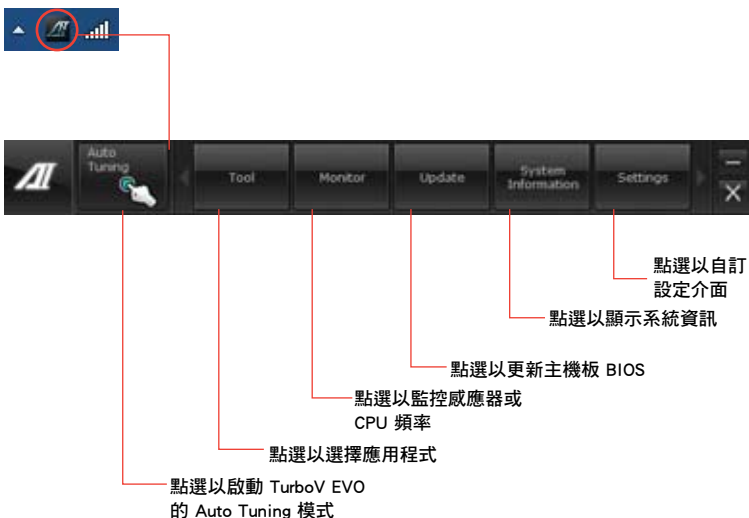 Auto
Tuning
Tool
Monitor
Update
System
Information
Settings
點選以自訂
設定介面
點選以顯示系統資訊
點選以更新主機板 BIOS
點選以監控感應器或
CPU 頻率
點選以選擇應用程式
點選以啟動 TurboV EVO
的 Auto Tuning 模式